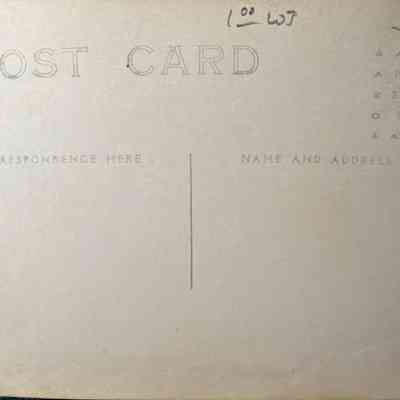 1 00 LOT
OST CARD
RESPONDENCE HERE
NAME AND ADDRESS